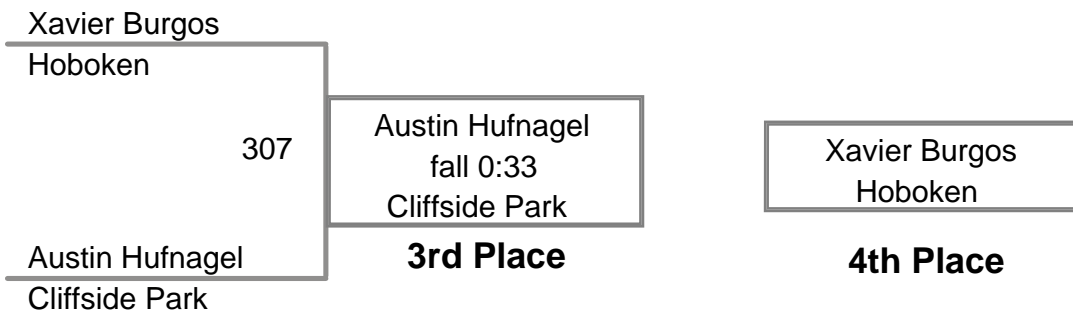 Xavier Burgos
Hoboken
307
Austin Hufnagel
Cliffside Park
Austin Hufnagel
fall 0:33
Cliffside Park
3rd Place
Xavier Burgos
Hoboken
4th Place